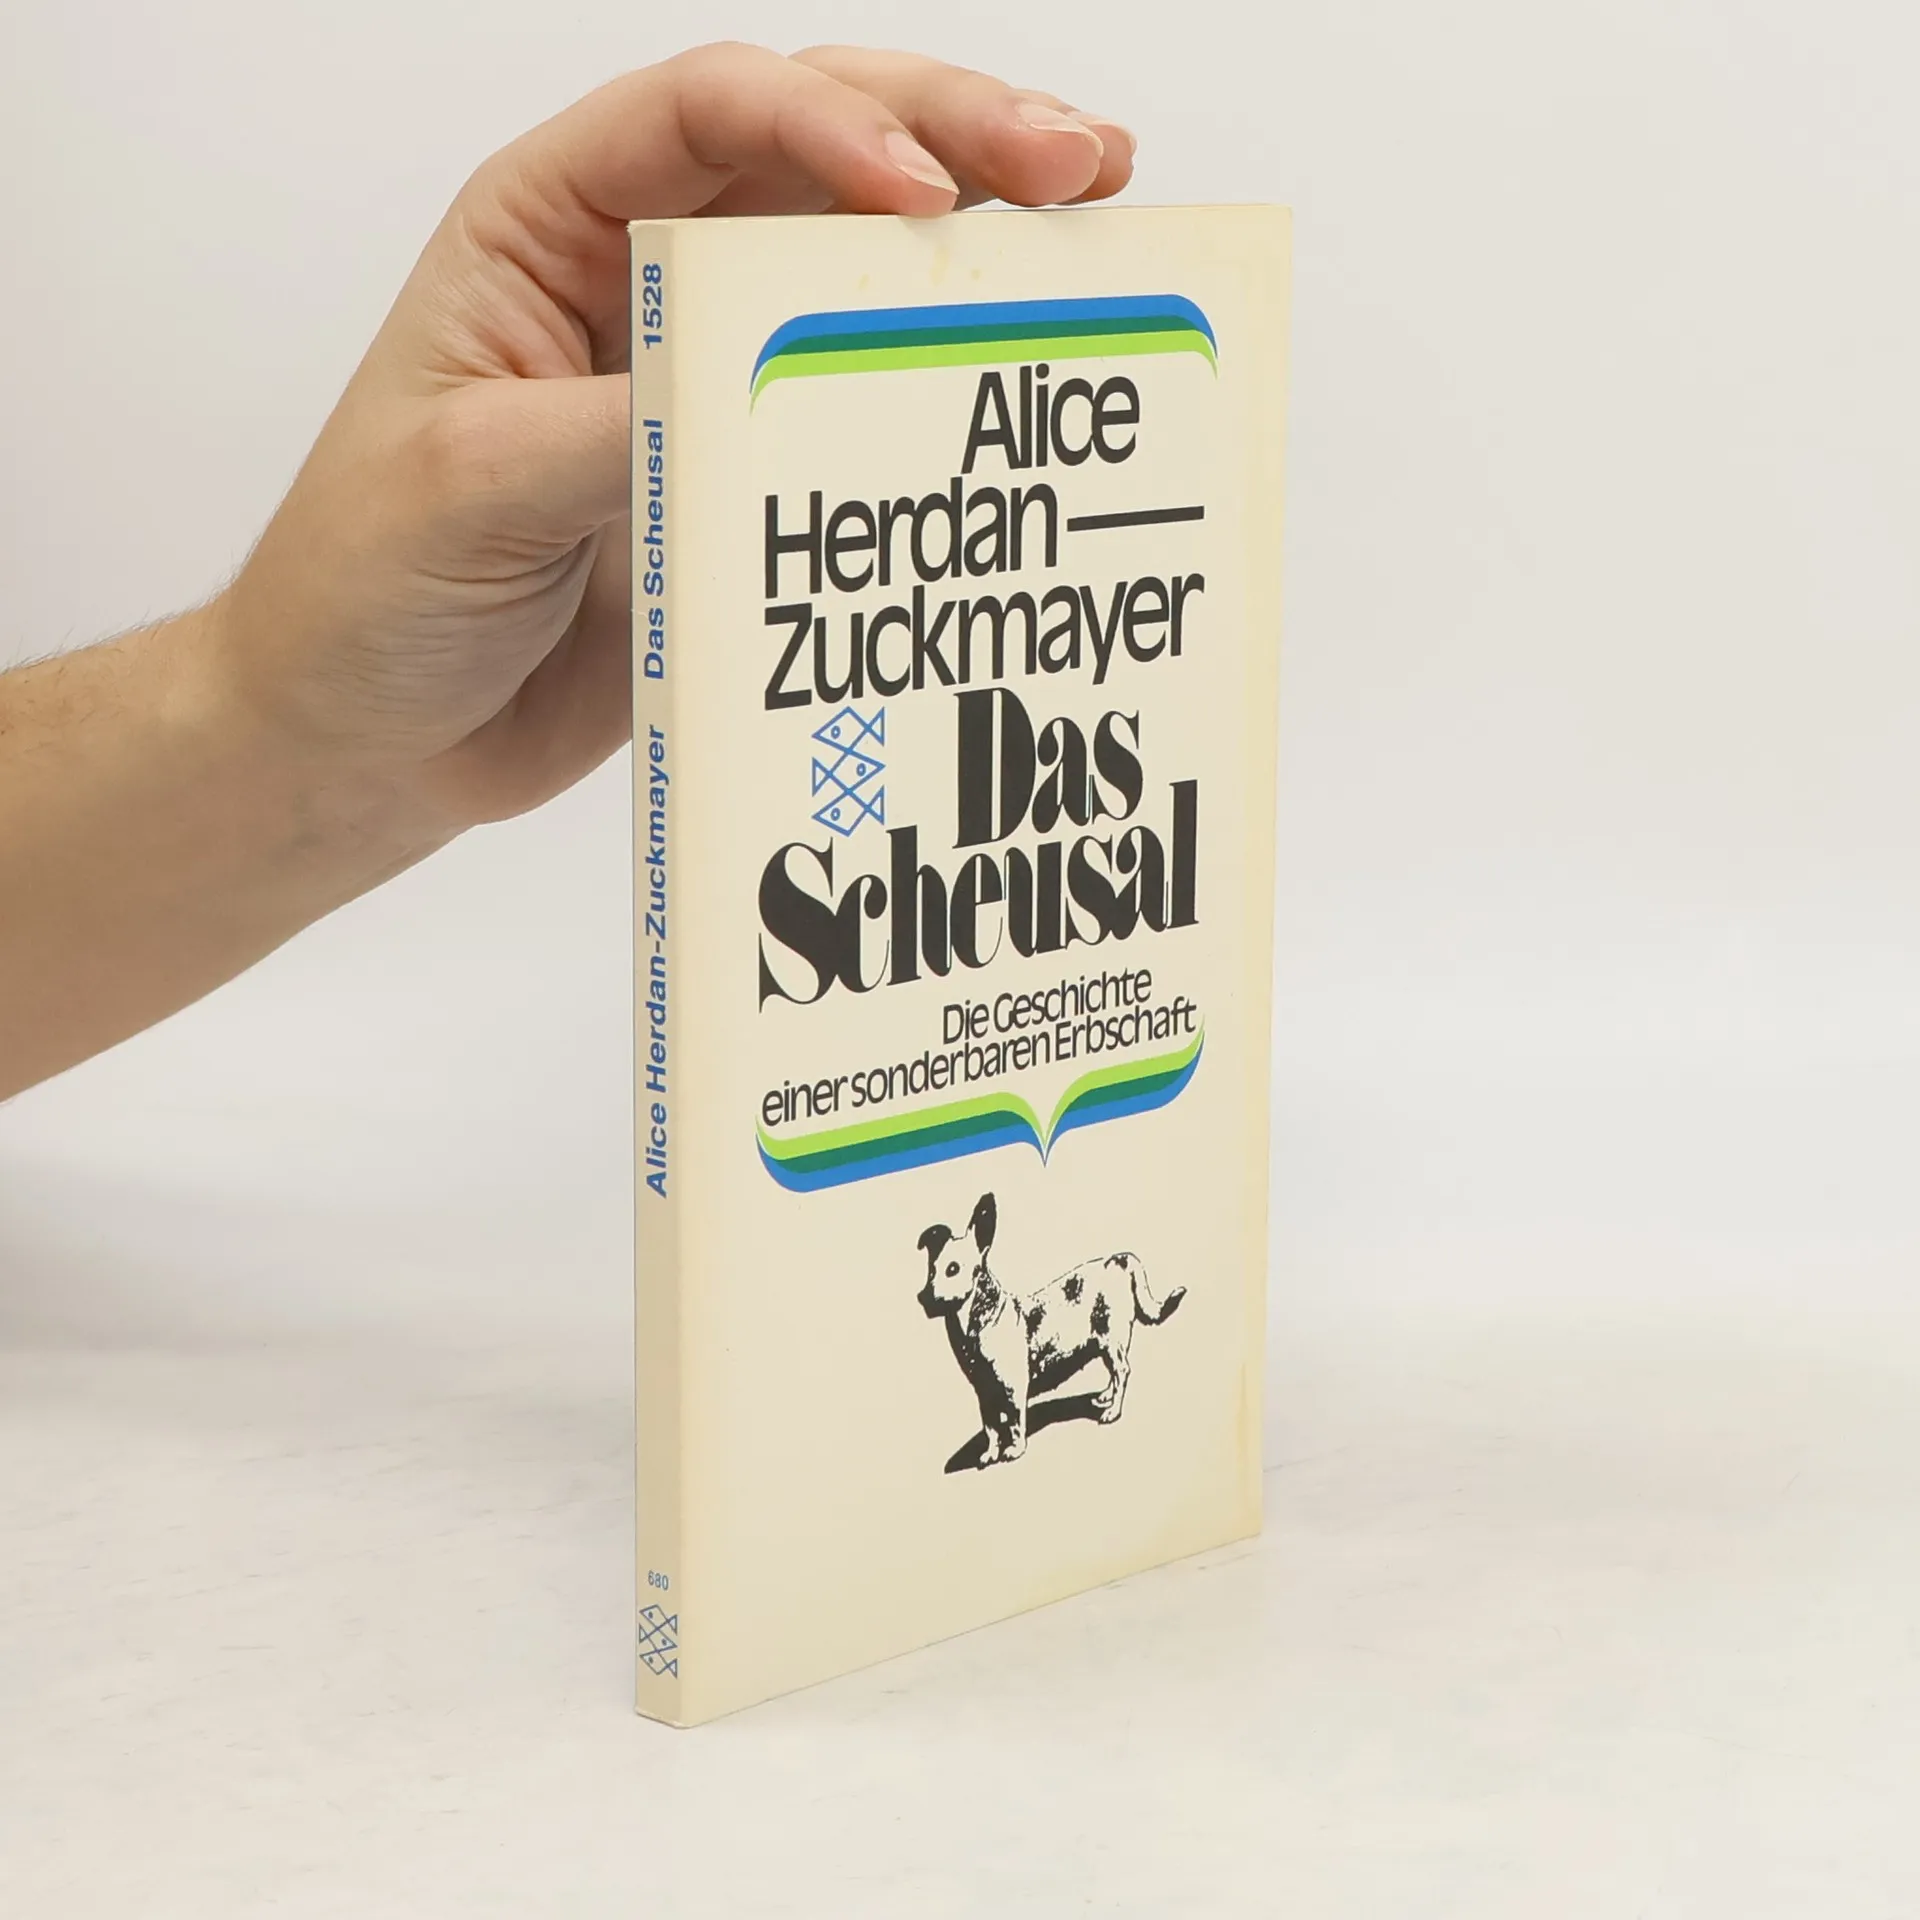 Alice
Herdan—
Zuckmayer
Das
Scheusal
Die Geschichte
einer sonderbaren Erbschaft
Alice Herdan-Zuckmayer Das Scheusal 1528
680